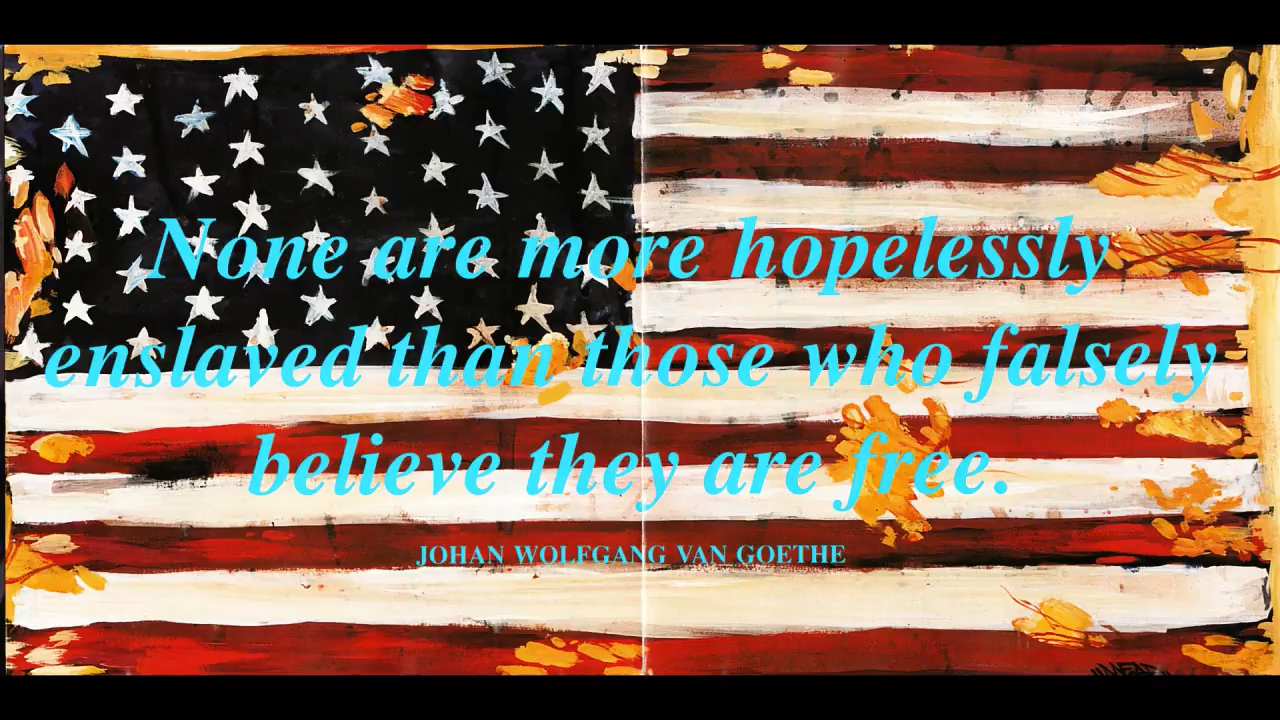 None are more hopelessly
enslaved than those who falsely
believe they are free.
JOHAN WOLFGANG VAN GOETHE